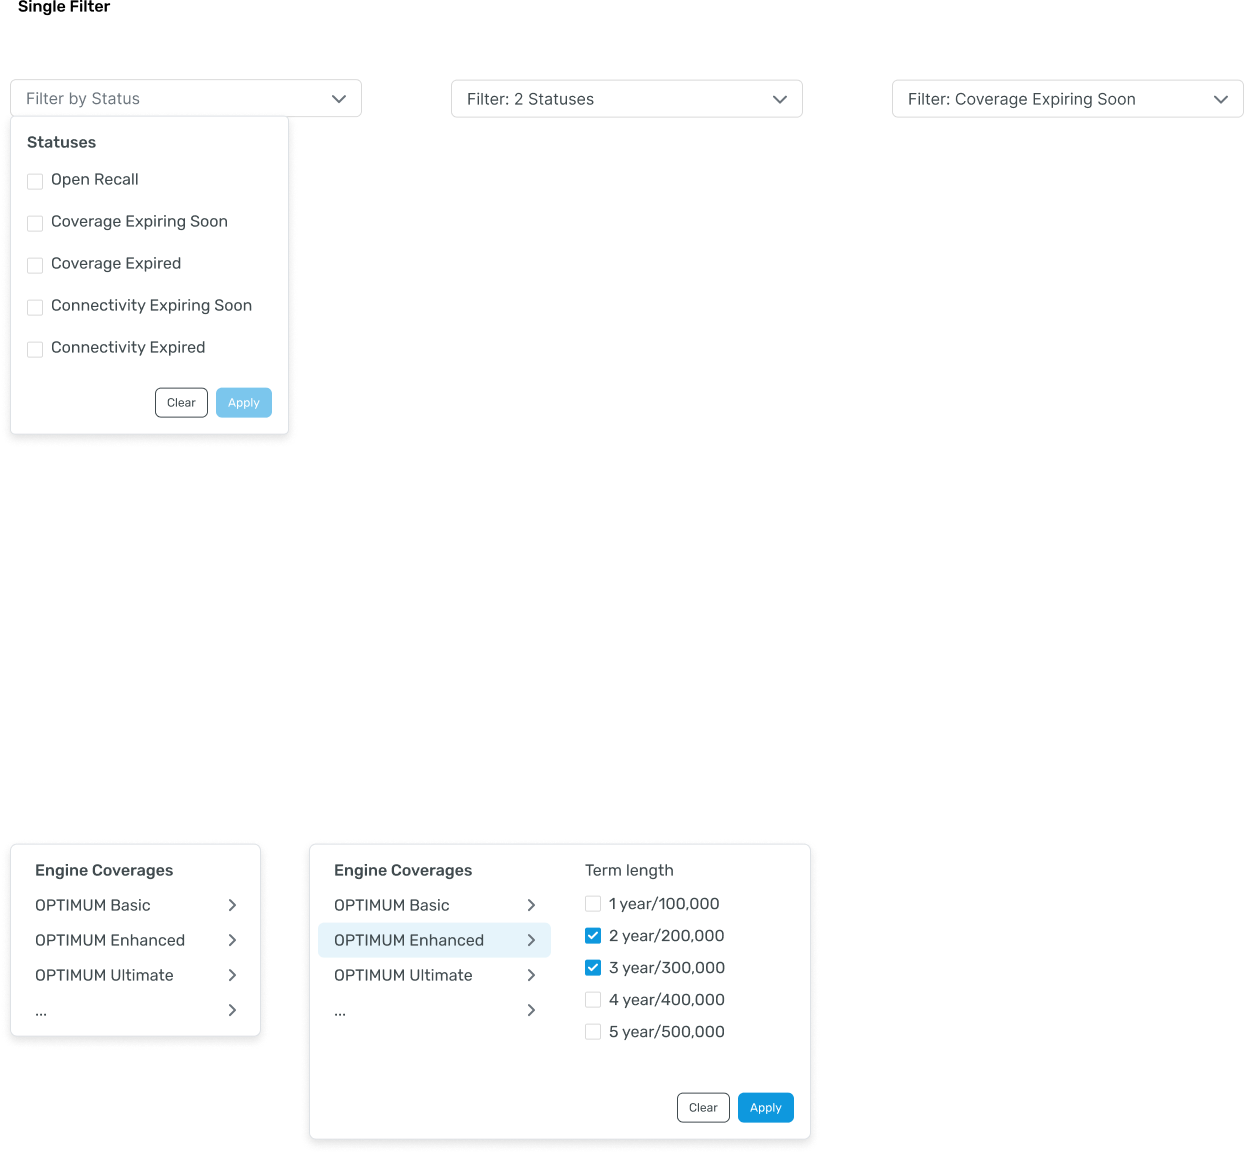 Single Filter
Filter by Status
Filter: 2 Statuses
Filter: Coverage Expiring Soon
Statuses
Open Recall
Coverage Expiring Soon
Coverage Expired
Connectivity Expiring Soon
Connectivity Expired
Clear
Apply
Engine Coverages
OPTIMUM Basic
OPTIMUM Enhanced
OPTIMUM Ultimate
...
Engine Coverages
OPTIMUM Basic
OPTIMUM Enhanced
OPTIMUM Ultimate
...
Term length
1 year/100,000
2 year/200,000
3 year/300,000
4 year/400,000
5 year/500,000
Clear
Apply